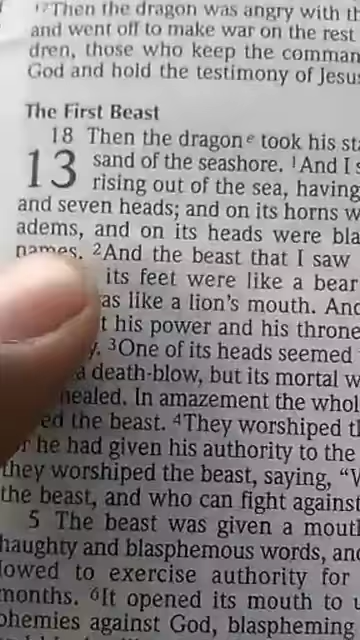 17Then the dragon was angry with th
and went off to make war on the rest
dren, those who keep the comman
God and hold the testimony of Jesus
The First Beast
18 Then the dragon e took his sta
13 sand of the seashore. 1And I s
rising out of the sea, having
and seven heads; and on its horns w
adems, and on its heads were bla
names. 2And the beast that I saw
its feet were like a bear
as like a lion's mouth. And
t his power and his throne
y. 3One of its heads seemed
a death-blow, but its mortal w
healed. In amazement the whol
ed the beast. 4They worshiped th
r he had given his authority to the
they worshiped the beast, saying, "W
the beast, and who can fight against
5 The beast was given a mouth
haughty and blasphemous words, and
lowed to exercise authority for
months. 6It opened its mouth to u
phemies against God, blaspheming